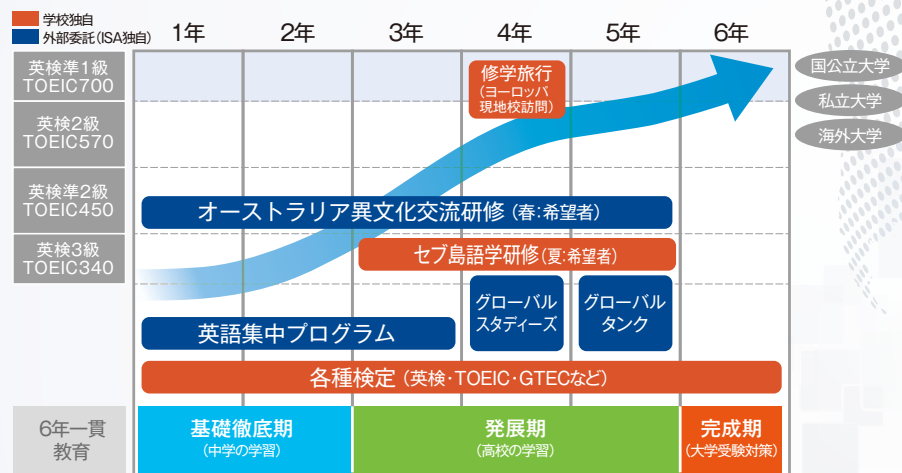 学校独自
外部委託(ISA独自)
1年 2年 3年 4年 5年 6年
英検準1級
TOEIC700
英検2級
TOEIC570
英検準2級
TOEIC450
英検3級
TOEIC340
修学旅行
(ヨーロッパ
現地校訪問)
国公立大学
私立大学
海外大学
オーストラリア異文化交流研修(春:希望者)
セブ島語学研修(夏:希望者)
グローバル
スタディーズ
グローバル
タンク
英語集中プログラム
各種検定(英検・TOEIC・GTECなど)
6年一貫
教育
基礎徹底期
(中学の学習)
発展期
(高校の学習)
完成期
(大学受験対策)